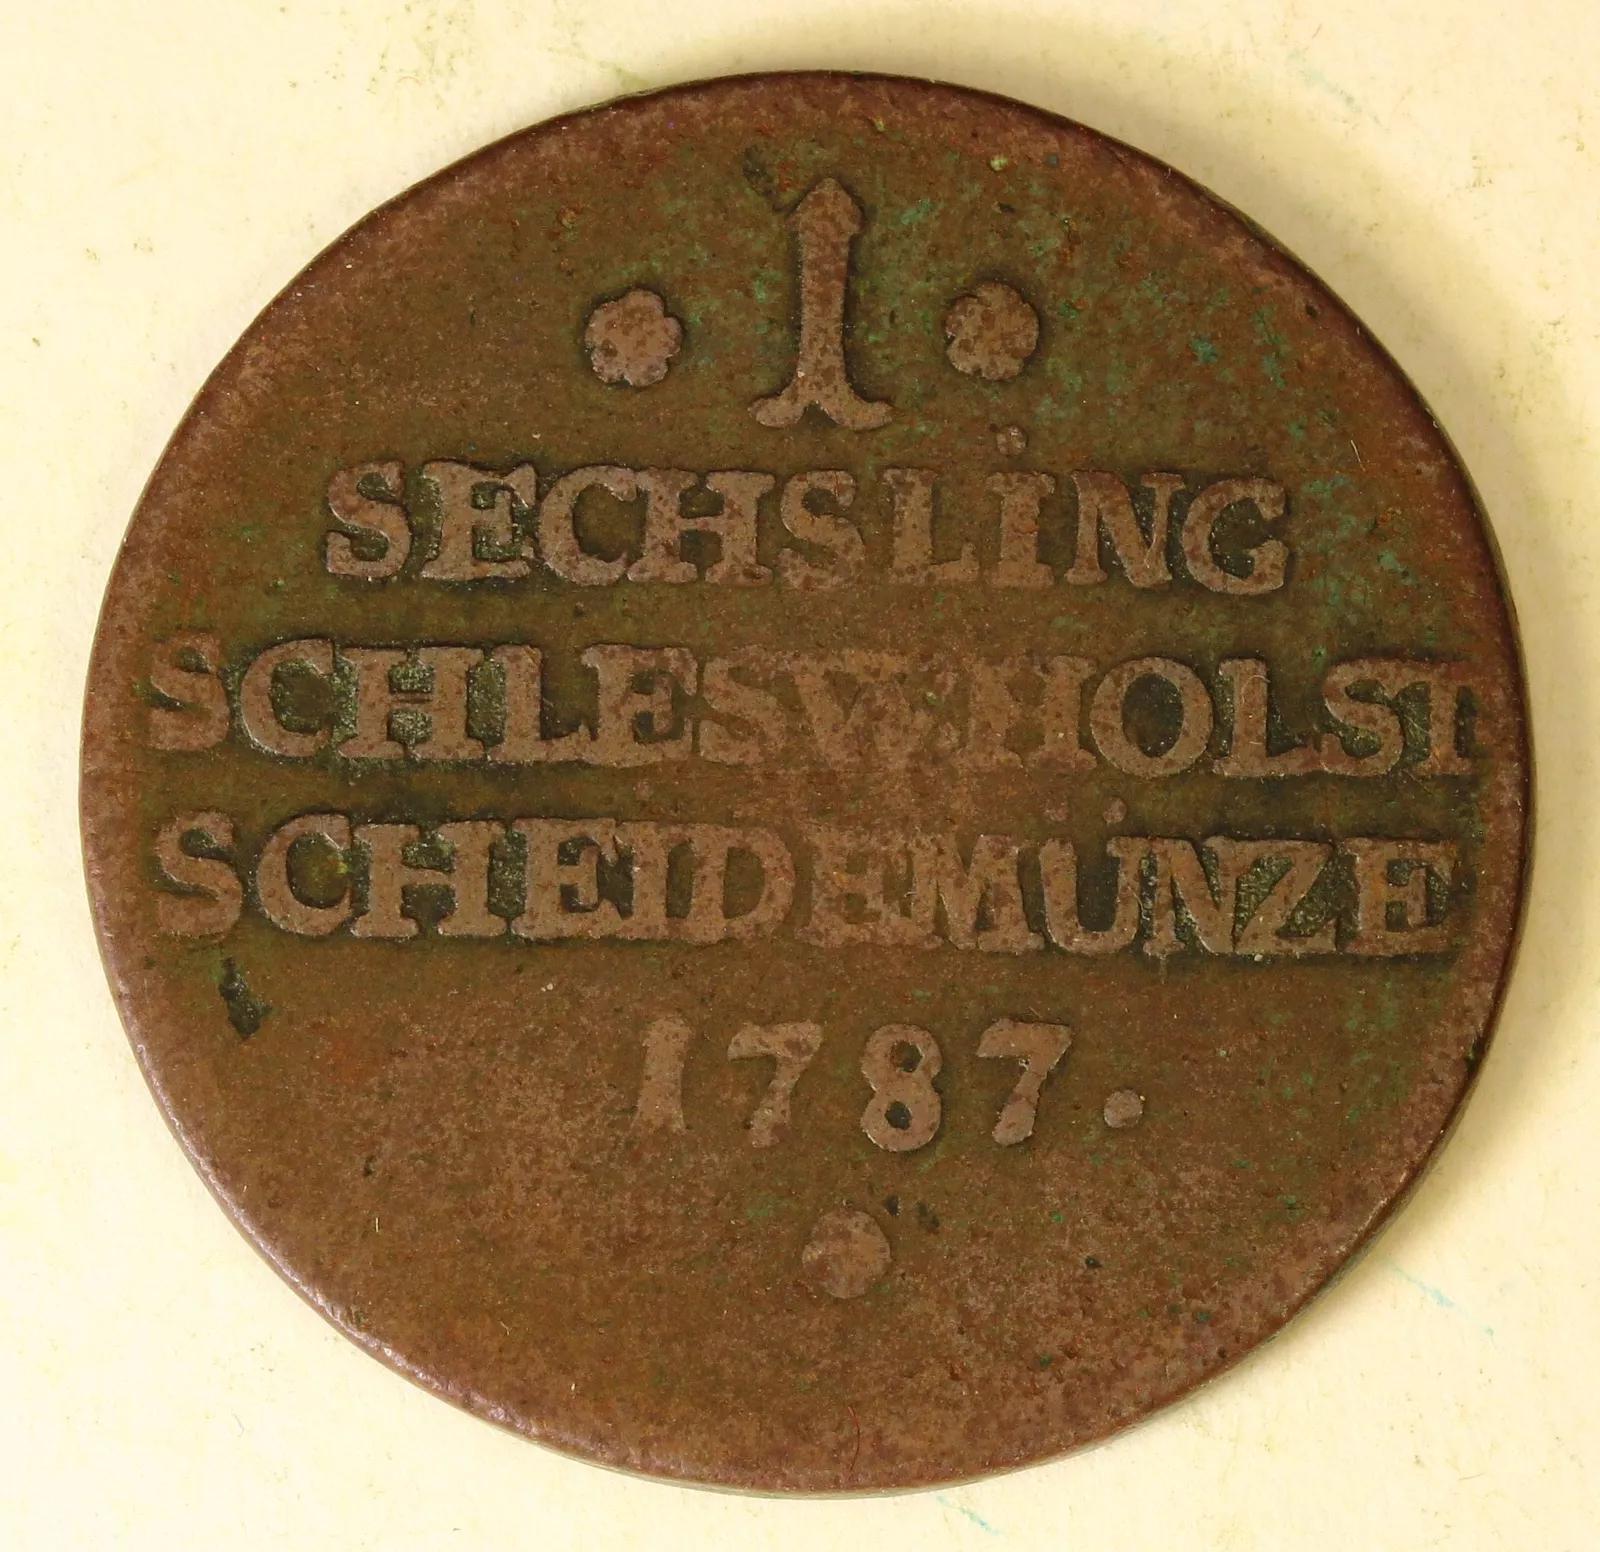 1
SECHSLING
SCHLESW.HOLST
SCHEIDEMÜNZE
1787.